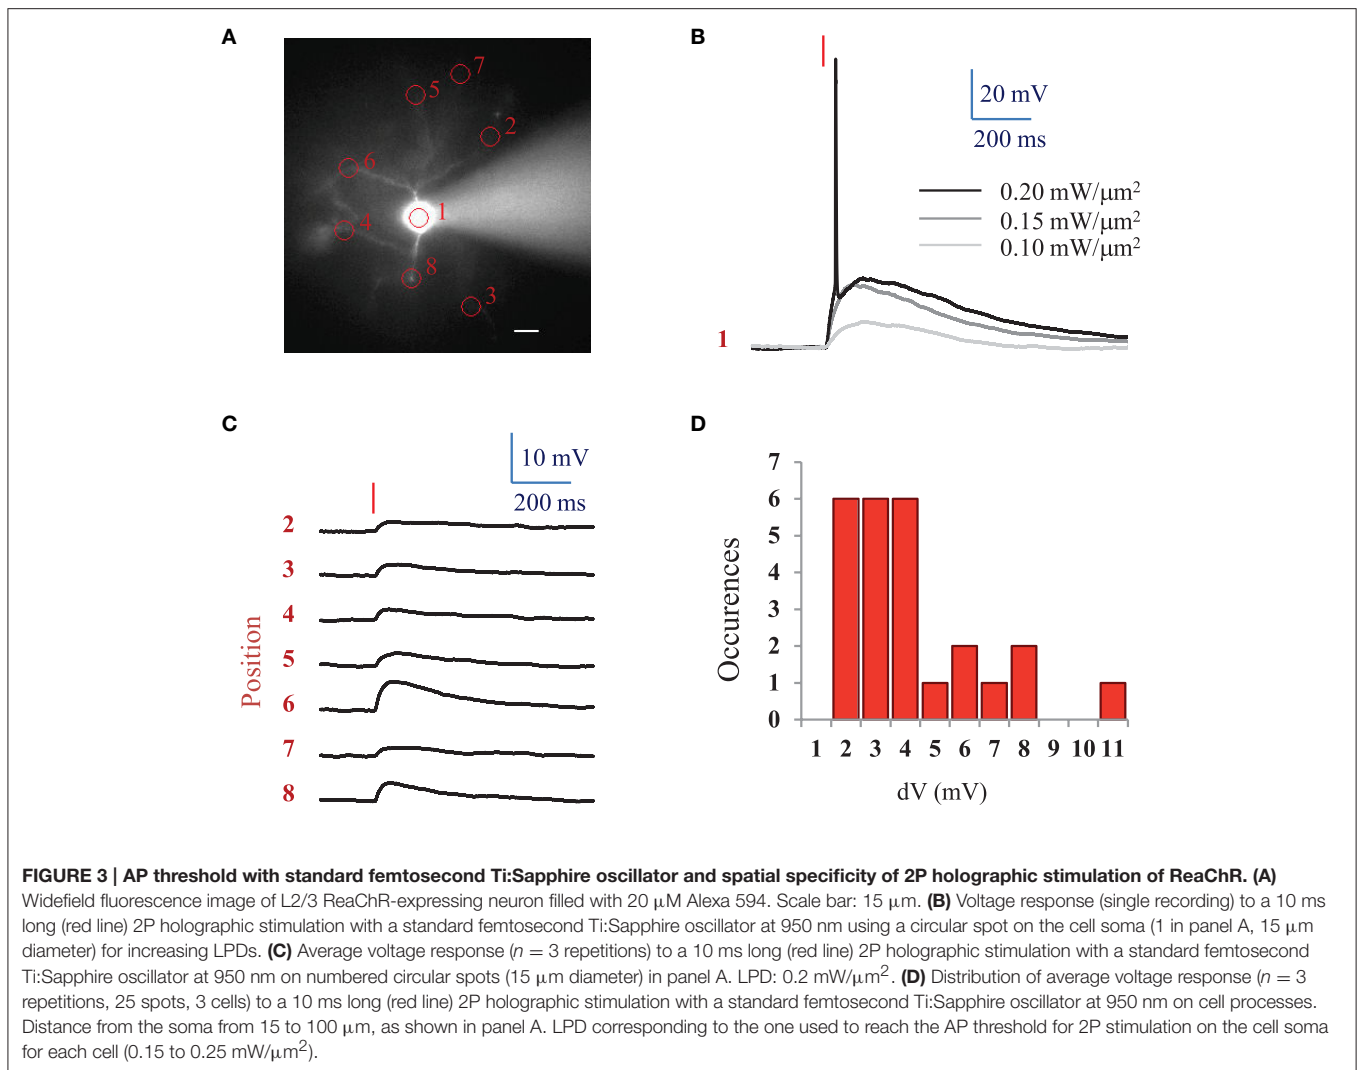 A
7
5
2
6
1
4
8
3
B
20 mV
200 ms
0.20 mW/μm²
0.15 mW/μm²
0.10 mW/μm²
1
C
10 mV
200 ms
Position
2
3
4
5
6
7
8
D
Occurences
7
6
5
4
3
2
1
0
1 2 3 4 5 6 7 8 9 10 11
dV (mV)
FIGURE 3 | AP threshold with standard femtosecond Ti:Sapphire oscillator and spatial specificity of 2P holographic stimulation of ReaChR. (A)
Widefield fluorescence image of L2/3 ReaChR-expressing neuron filled with 20 μM Alexa 594. Scale bar: 15 μm. (B) Voltage response (single recording) to a 10 ms
long (red line) 2P holographic stimulation with a standard femtosecond Ti:Sapphire oscillator at 950 nm using a circular spot on the cell soma (1 in panel A, 15 μm
diameter) for increasing LPDs. (C) Average voltage response (n = 3 repetitions) to a 10 ms long (red line) 2P holographic stimulation with a standard femtosecond
Ti:Sapphire oscillator at 950 nm on numbered circular spots (15 μm diameter) in panel A. LPD: 0.2 mW/μm². (D) Distribution of average voltage response (n = 3
repetitions, 25 spots, 3 cells) to a 10 ms long (red line) 2P holographic stimulation with a standard femtosecond Ti:Sapphire oscillator at 950 nm on cell processes.
Distance from the soma from 15 to 100 μm, as shown in panel A. LPD corresponding to the one used to reach the AP threshold for 2P stimulation on the cell soma
for each cell (0.15 to 0.25 mW/μm²).